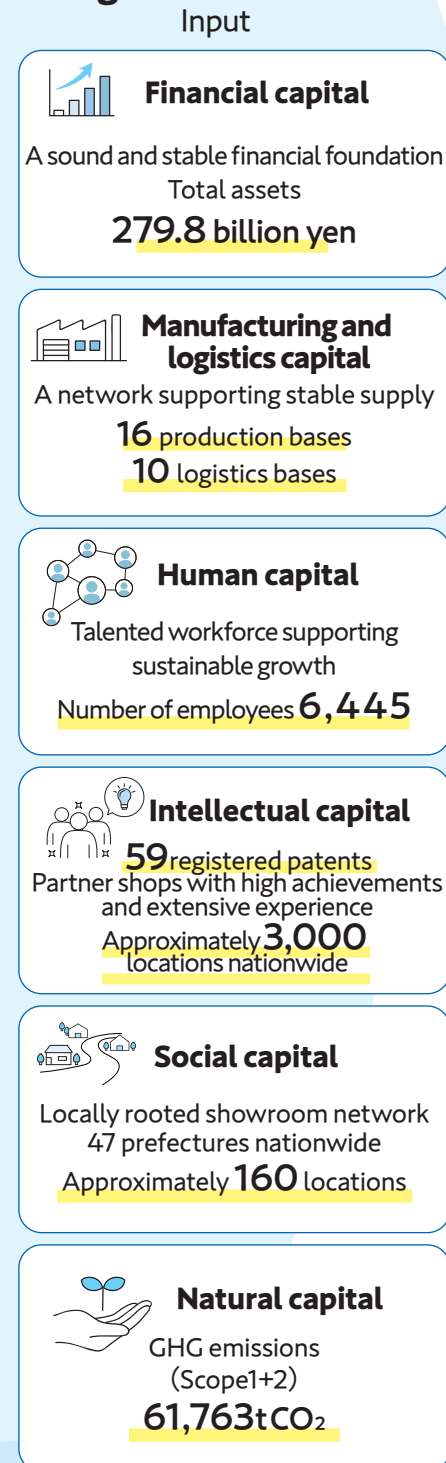 Input
Financial capital
A sound and stable financial foundation
Total assets
279.8 billion yen
Manufacturing and
logistics capital
A network supporting stable supply
16 production bases
10 logistics bases
Human capital
Talented workforce supporting
sustainable growth
Number of employees 6,445
Intellectual capital
59 registered patents
Partner shops with high achievements
and extensive experience
Approximately 3,000
locations nationwide
Social capital
Locally rooted showroom network
47 prefectures nationwide
Approximately 160 locations
Natural capital
GHG emissions
(Scope1+2)
61,763tCO₂